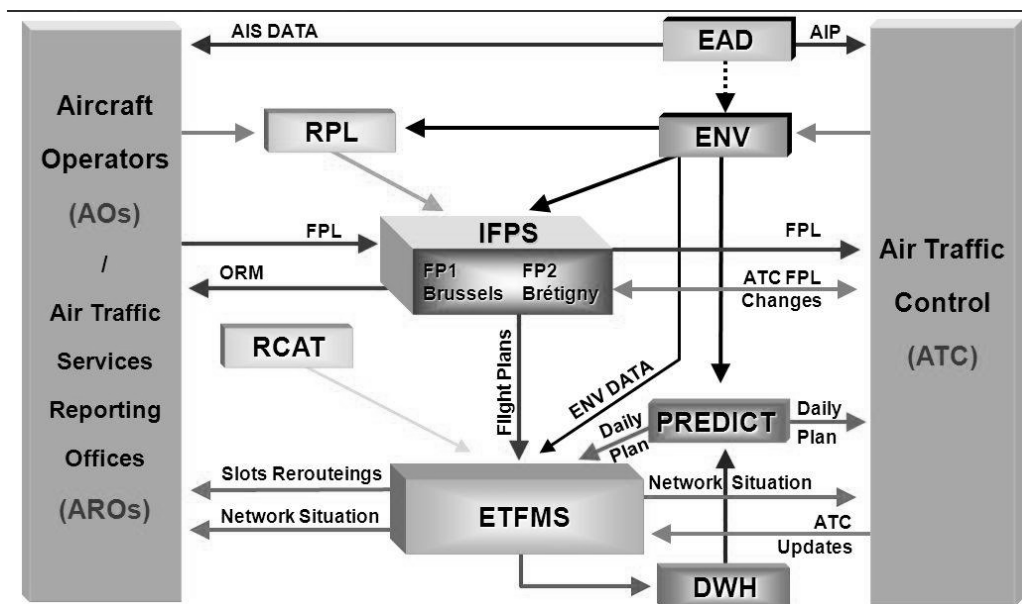 AIS DATA
EAD
AIP
Aircraft
Operators
(AOs)
/
Air Traffic
Services
Reporting
Offices
(AROs)
RPL
ENV
FPL
IFPS
FP1
Brussels
FP2
Brétigny
FPL
ORM
ATC FPL
Changes
Air Traffic
Control
(ATC)
RCAT
Flight Plans
ENV DATA
PREDICT
Daily
Plan
Daily
Plan
Slots Rerouteings
ETFMS
Network Situation
Network Situation
ATC
Updates
DWH